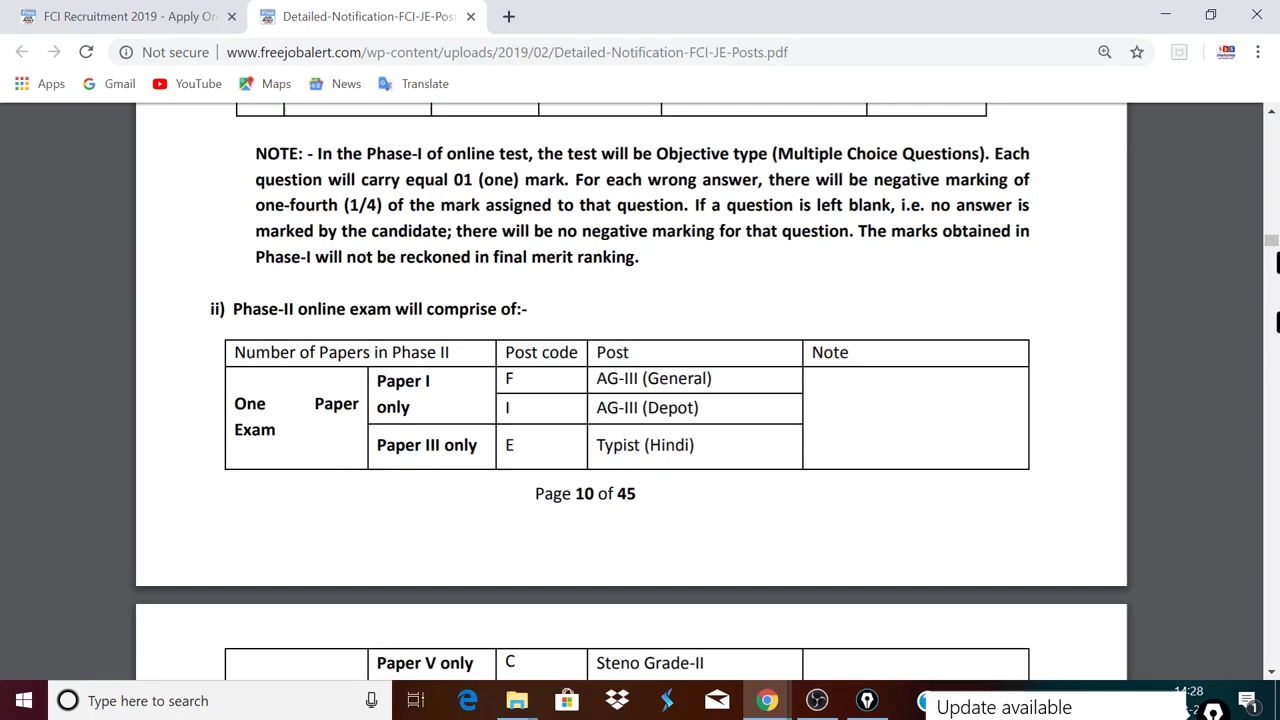 FCI Recruitment 2019 - Apply On
Detailed-Notification-FCI-JE-Post
Not secure
www.freejobalert.com/wp-content/uploads/2019/02/Detailed-Notification-FCI-JE-Posts.pdf
Apps Gmail YouTube Maps News Translate
NOTE: - In the Phase-I of online test, the test will be Objective type (Multiple Choice Questions). Each
question will carry equal 01 (one) mark. For each wrong answer, there will be negative marking of
one-fourth (1/4) of the mark assigned to that question. If a question is left blank, i.e. no answer is
marked by the candidate; there will be no negative marking for that question. The marks obtained in
Phase-I will not be reckoned in final merit ranking.
ii) Phase-II online exam will comprise of:-
Number of Papers in Phase II Post code Post Note
One Paper Exam
Paper I only
F AG-III (General)
I AG-III (Depot)
Paper III only E Typist (Hindi)
Page 10 of 45
Paper V only C Steno Grade-II
Type here to search
14:28
Update available
1